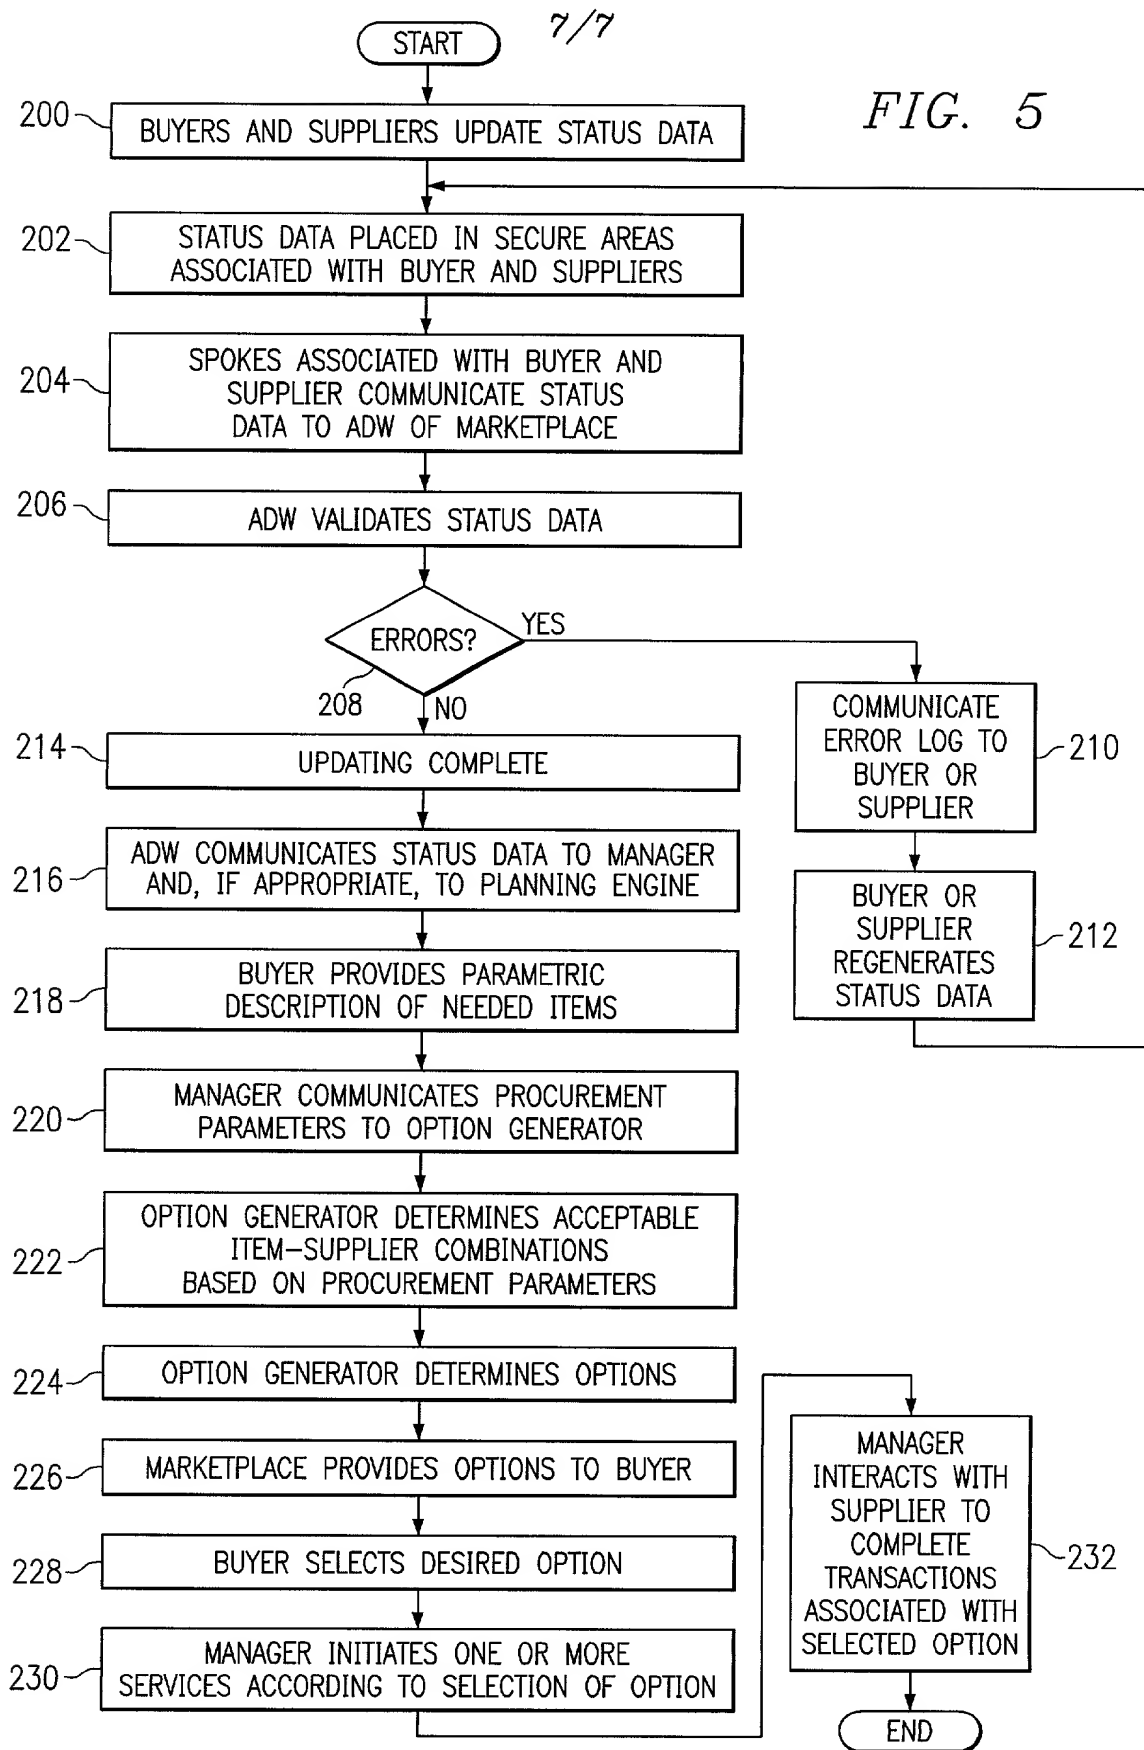 7/7
START
FIG. 5
200
BUYERS AND SUPPLIERS UPDATE STATUS DATA
202
STATUS DATA PLACED IN SECURE AREAS
ASSOCIATED WITH BUYER AND SUPPLIERS
204
SPOKES ASSOCIATED WITH BUYER AND
SUPPLIER COMMUNICATE STATUS
DATA TO ADW OF MARKETPLACE
206
ADW VALIDATES STATUS DATA
ERRORS?
YES
208
NO
COMMUNICATE
ERROR LOG TO
BUYER OR
SUPPLIER
210
BUYER OR
SUPPLIER
REGENERATES
STATUS DATA
212
214
UPDATING COMPLETE
216
ADW COMMUNICATES STATUS DATA TO MANAGER
AND, IF APPROPRIATE, TO PLANNING ENGINE
218
BUYER PROVIDES PARAMETRIC
DESCRIPTION OF NEEDED ITEMS
220
MANAGER COMMUNICATES PROCUREMENT
PARAMETERS TO OPTION GENERATOR
222
OPTION GENERATOR DETERMINES ACCEPTABLE
ITEM-SUPPLIER COMBINATIONS
BASED ON PROCUREMENT PARAMETERS
224
OPTION GENERATOR DETERMINES OPTIONS
226
MARKETPLACE PROVIDES OPTIONS TO BUYER
228
BUYER SELECTS DESIRED OPTION
230
MANAGER INITIATES ONE OR MORE
SERVICES ACCORDING TO SELECTION OF OPTION
MANAGER
INTERACTS WITH
SUPPLIER TO
COMPLETE
TRANSACTIONS
ASSOCIATED WITH
SELECTED OPTION
232
END